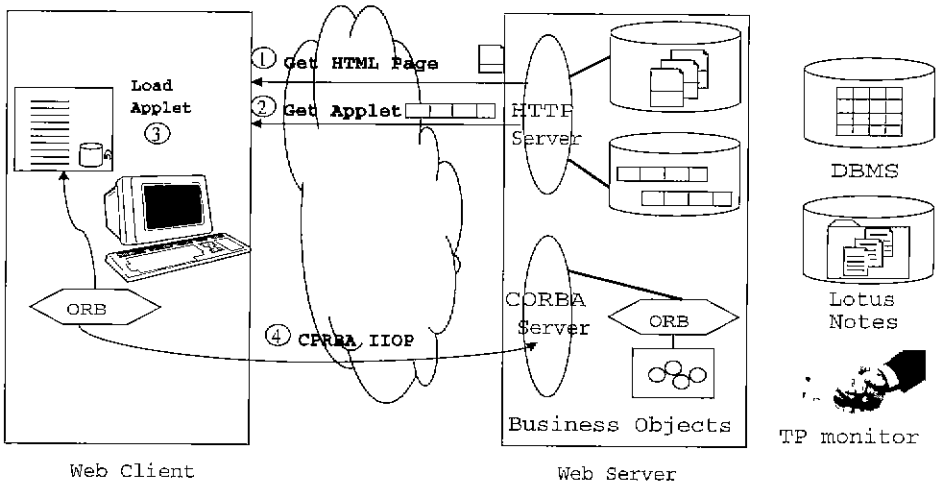 ① Get HTML Page
Load
Applet
③
② Get Applet
HTTP
Server
DBMS
ORB
CORBA
Server
ORB
④ CPRBA IIOP
Lotus
Notes
Business Objects
TP monitor
Web Client
Web Server